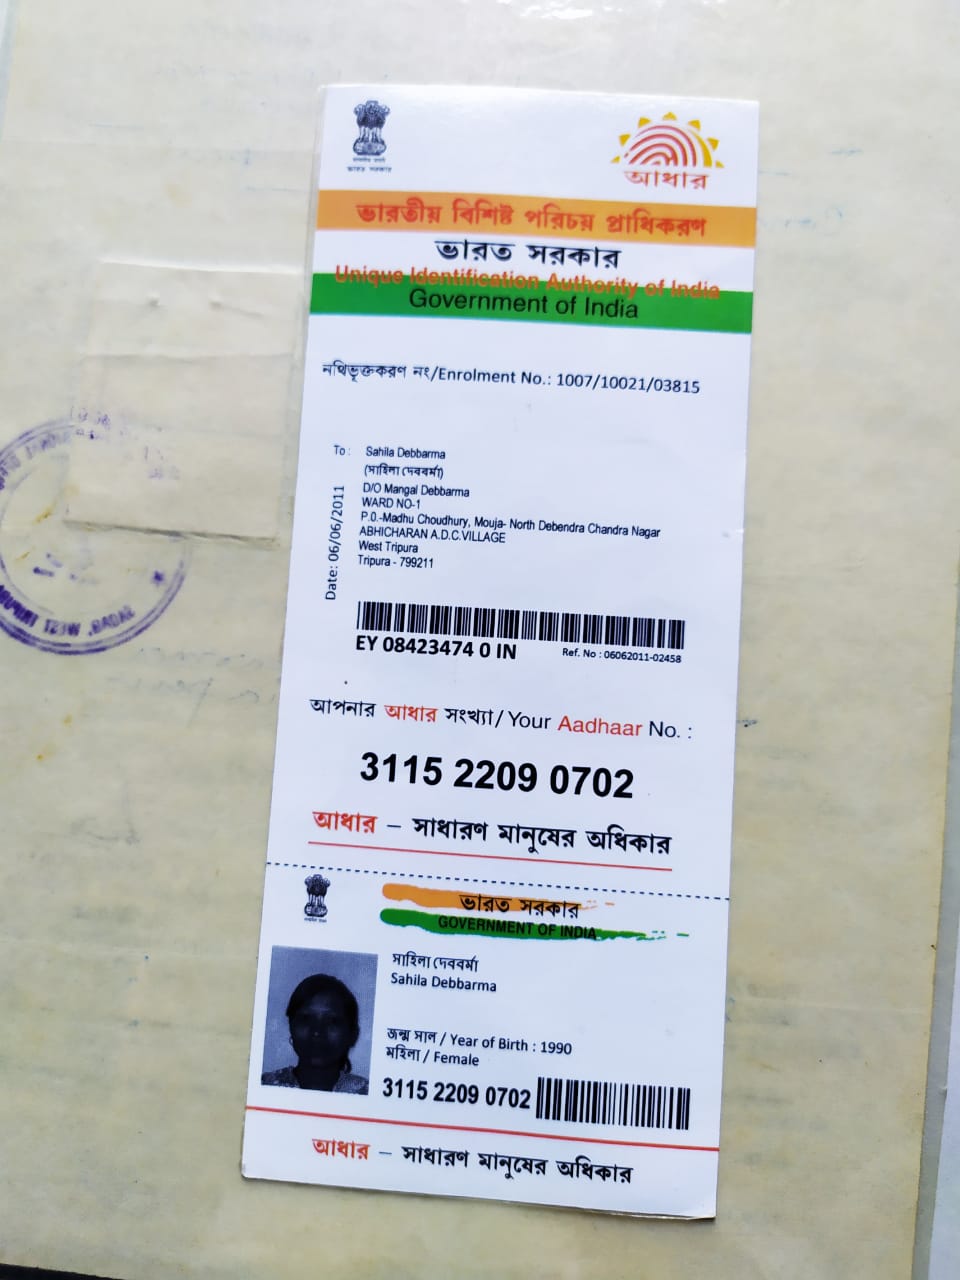 ভারত সরকার
আধার
ভারতীয় বিশিষ্ট পরিচয় প্রাধিকরণ
ভারত সরকার
Unique Identification Authority of India
Government of India
নথিভূক্তকরণ নং/Enrolment No.: 1007/10021/03815
To :
Sahila Debbarma
(সাহিলা দেববর্মা)
D/O Mangal Debbarma
WARD NO-1
P.0.-Madhu Choudhury, Mouja- North Debendra Chandra Nagar
ABHICHARAN A.D.C.VILLAGE
West Tripura
Tripura - 799211
Date: 06/06/2011
EY 08423474 0 IN
Ref. No : 06062011-02458
আপনার আধার সংখ্যা/ Your Aadhaar No. :
3115 2209 0702
আধার – সাধারণ মানুষের অধিকার
ভারত সরকার
GOVERNMENT OF INDIA
সাহিলা দেববর্মা
Sahila Debbarma
জন্ম সাল / Year of Birth : 1990
মহিলা / Female
3115 2209 0702
আধার – সাধারণ মানুষের অধিকার